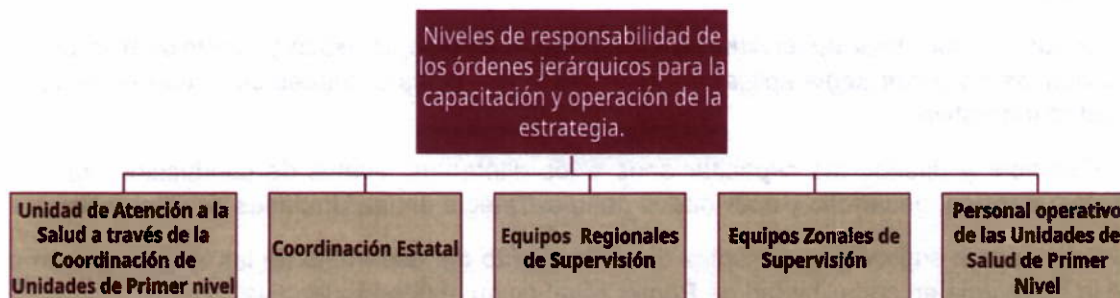 Niveles de responsabilidad de
los órdenes jerárquicos para la
capacitación y operación de la
estrategia.
Unidad de Atención a la
Salud a través de la
Coordinación de
Unidades de Primer nivel
Coordinación Estatal
Equipos Regionales
de Supervisión
Equipos Zonales de
Supervisión
Personal operativo
de las Unidades de
Salud de Primer
Nivel